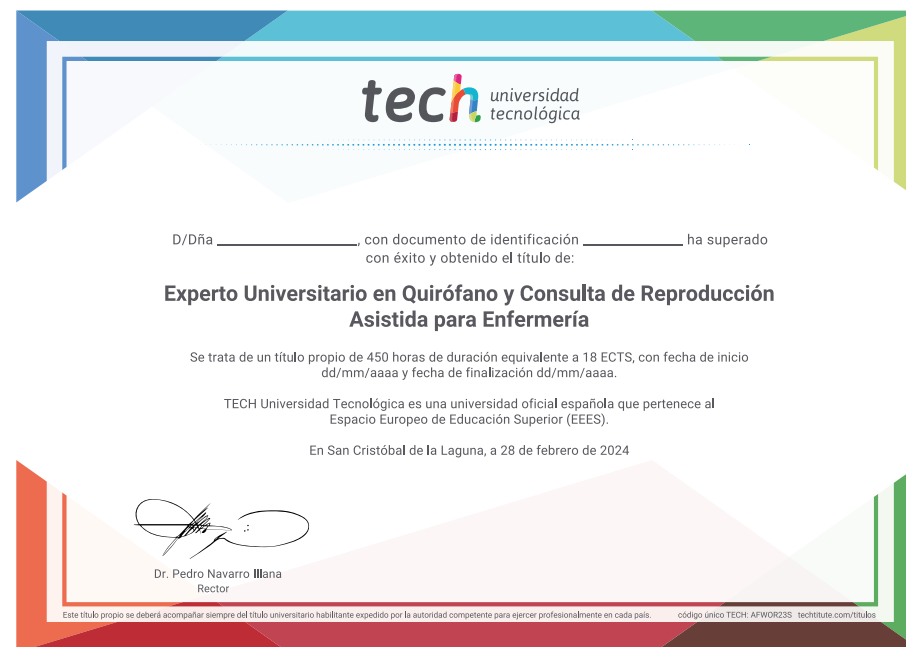 tech universidad
tecnológica
D/Dña ________________, con documento de identificación ____________ ha superado
con éxito y obtenido el título de:
Experto Universitario en Quirófano y Consulta de Reproducción
Asistida para Enfermería
Se trata de un título propio de 450 horas de duración equivalente a 18 ECTS, con fecha de inicio
dd/mm/aaaa y fecha de finalización dd/mm/aaaa.
TECH Universidad Tecnológica es una universidad oficial española que pertenece al
Espacio Europeo de Educación Superior (EEES).
En San Cristóbal de la Laguna, a 28 de febrero de 2024
Dr. Pedro Navarro Illana
Rector
Este título propio se deberá acompañar siempre del título universitario habilitante expedido por la autoridad competente para ejercer profesionalmente en cada país. código único TECH: AFWOR23S techtitute.com/titulos